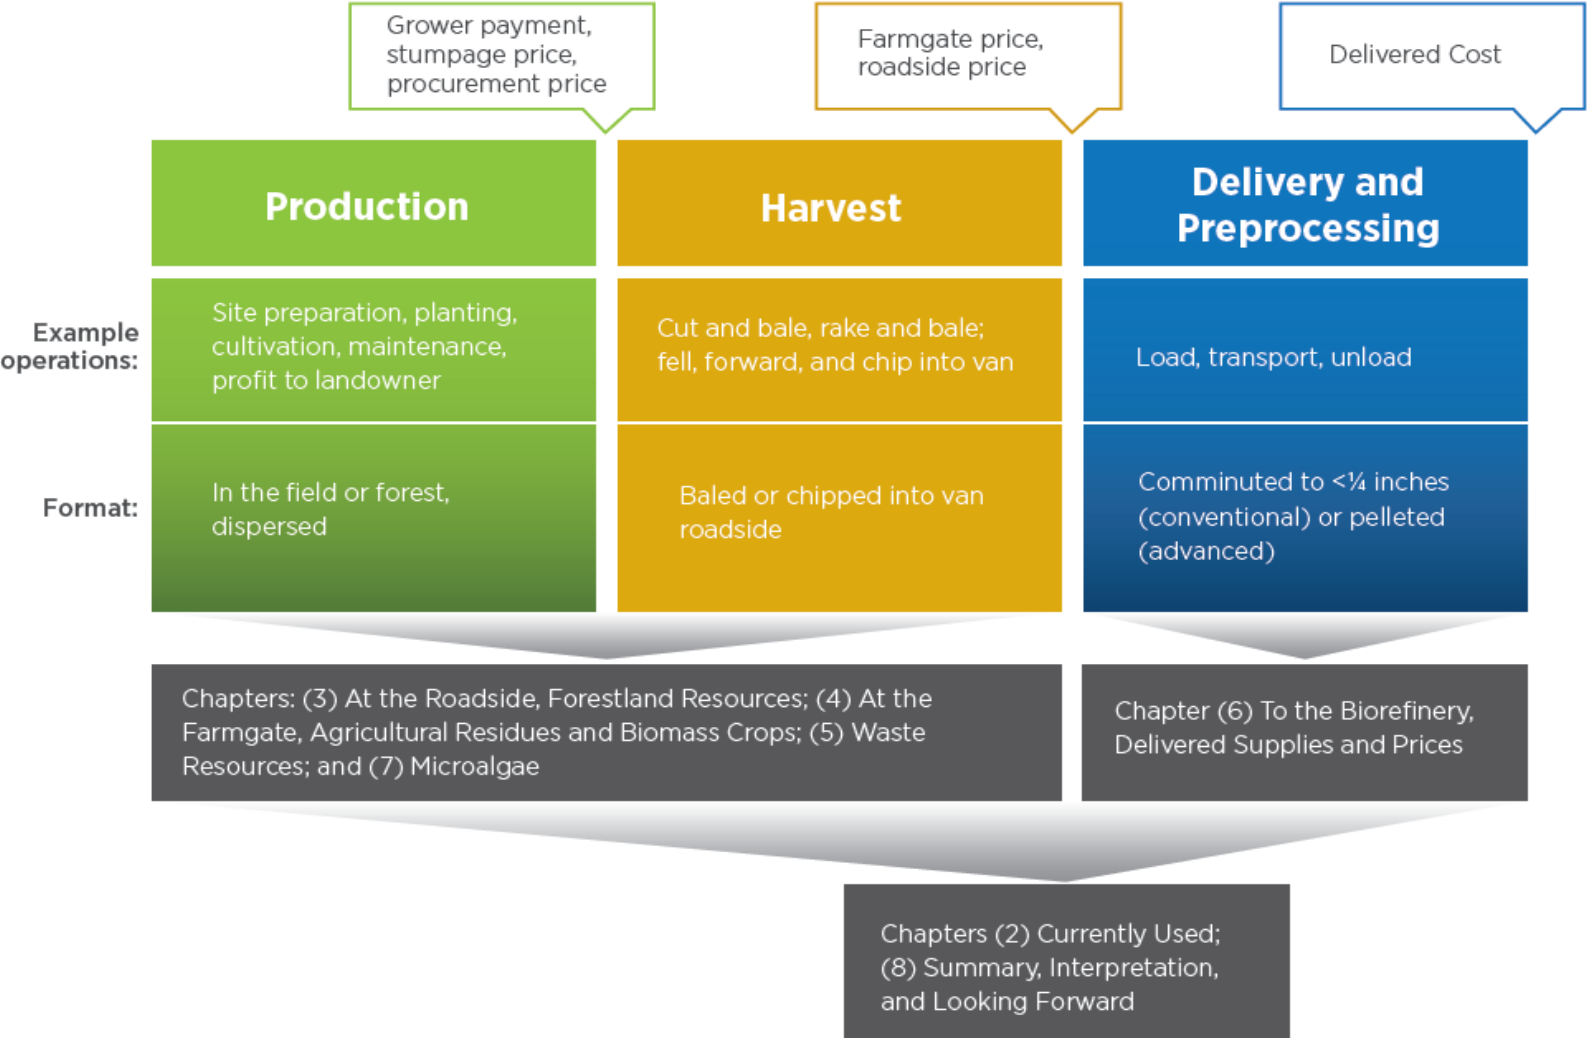 Grower payment,
stumpage price,
procurement price
Farmgate price,
roadside price
Delivered Cost
Production
Harvest
Delivery and
Preprocessing
Example
operations:
Site preparation, planting,
cultivation, maintenance,
profit to landowner
Cut and bale, rake and bale;
fell, forward, and chip into van
Load, transport, unload
Format:
In the field or forest,
dispersed
Baled or chipped into van
roadside
Comminuted to <¼ inches
(conventional) or pelleted
(advanced)
Chapters: (3) At the Roadside, Forestland Resources; (4) At the
Farmgate, Agricultural Residues and Biomass Crops; (5) Waste
Resources; and (7) Microalgae
Chapter (6) To the Biorefinery,
Delivered Supplies and Prices
Chapters (2) Currently Used;
(8) Summary, Interpretation,
and Looking Forward